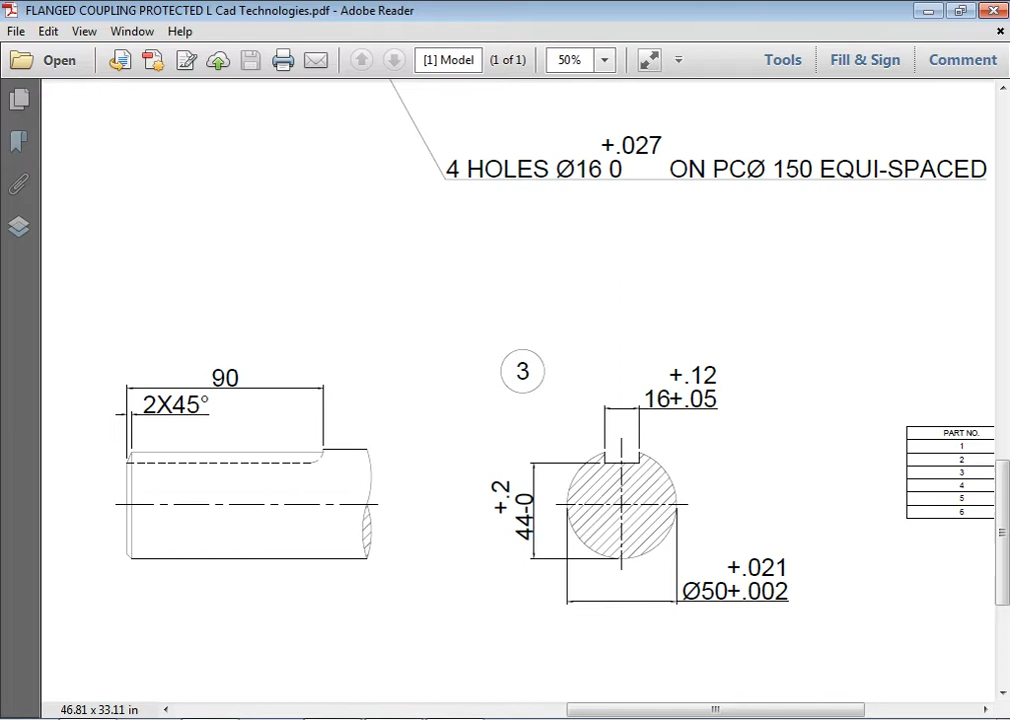 FLANGED COUPLING PROTECTED L Cad Technologies.pdf - Adobe Reader
File Edit View Window Help
Open [1] Model (1 of 1) 50% Tools Fill & Sign Comment
+.027
4 HOLES Ø16 0 ON PCØ 150 EQUI-SPACED
3
90
2X45°
+.12
16+.05
+.2
44-0
+.021
Ø50+.002
PART NO.
1
2
3
4
5
6
46.81 x 33.11 in